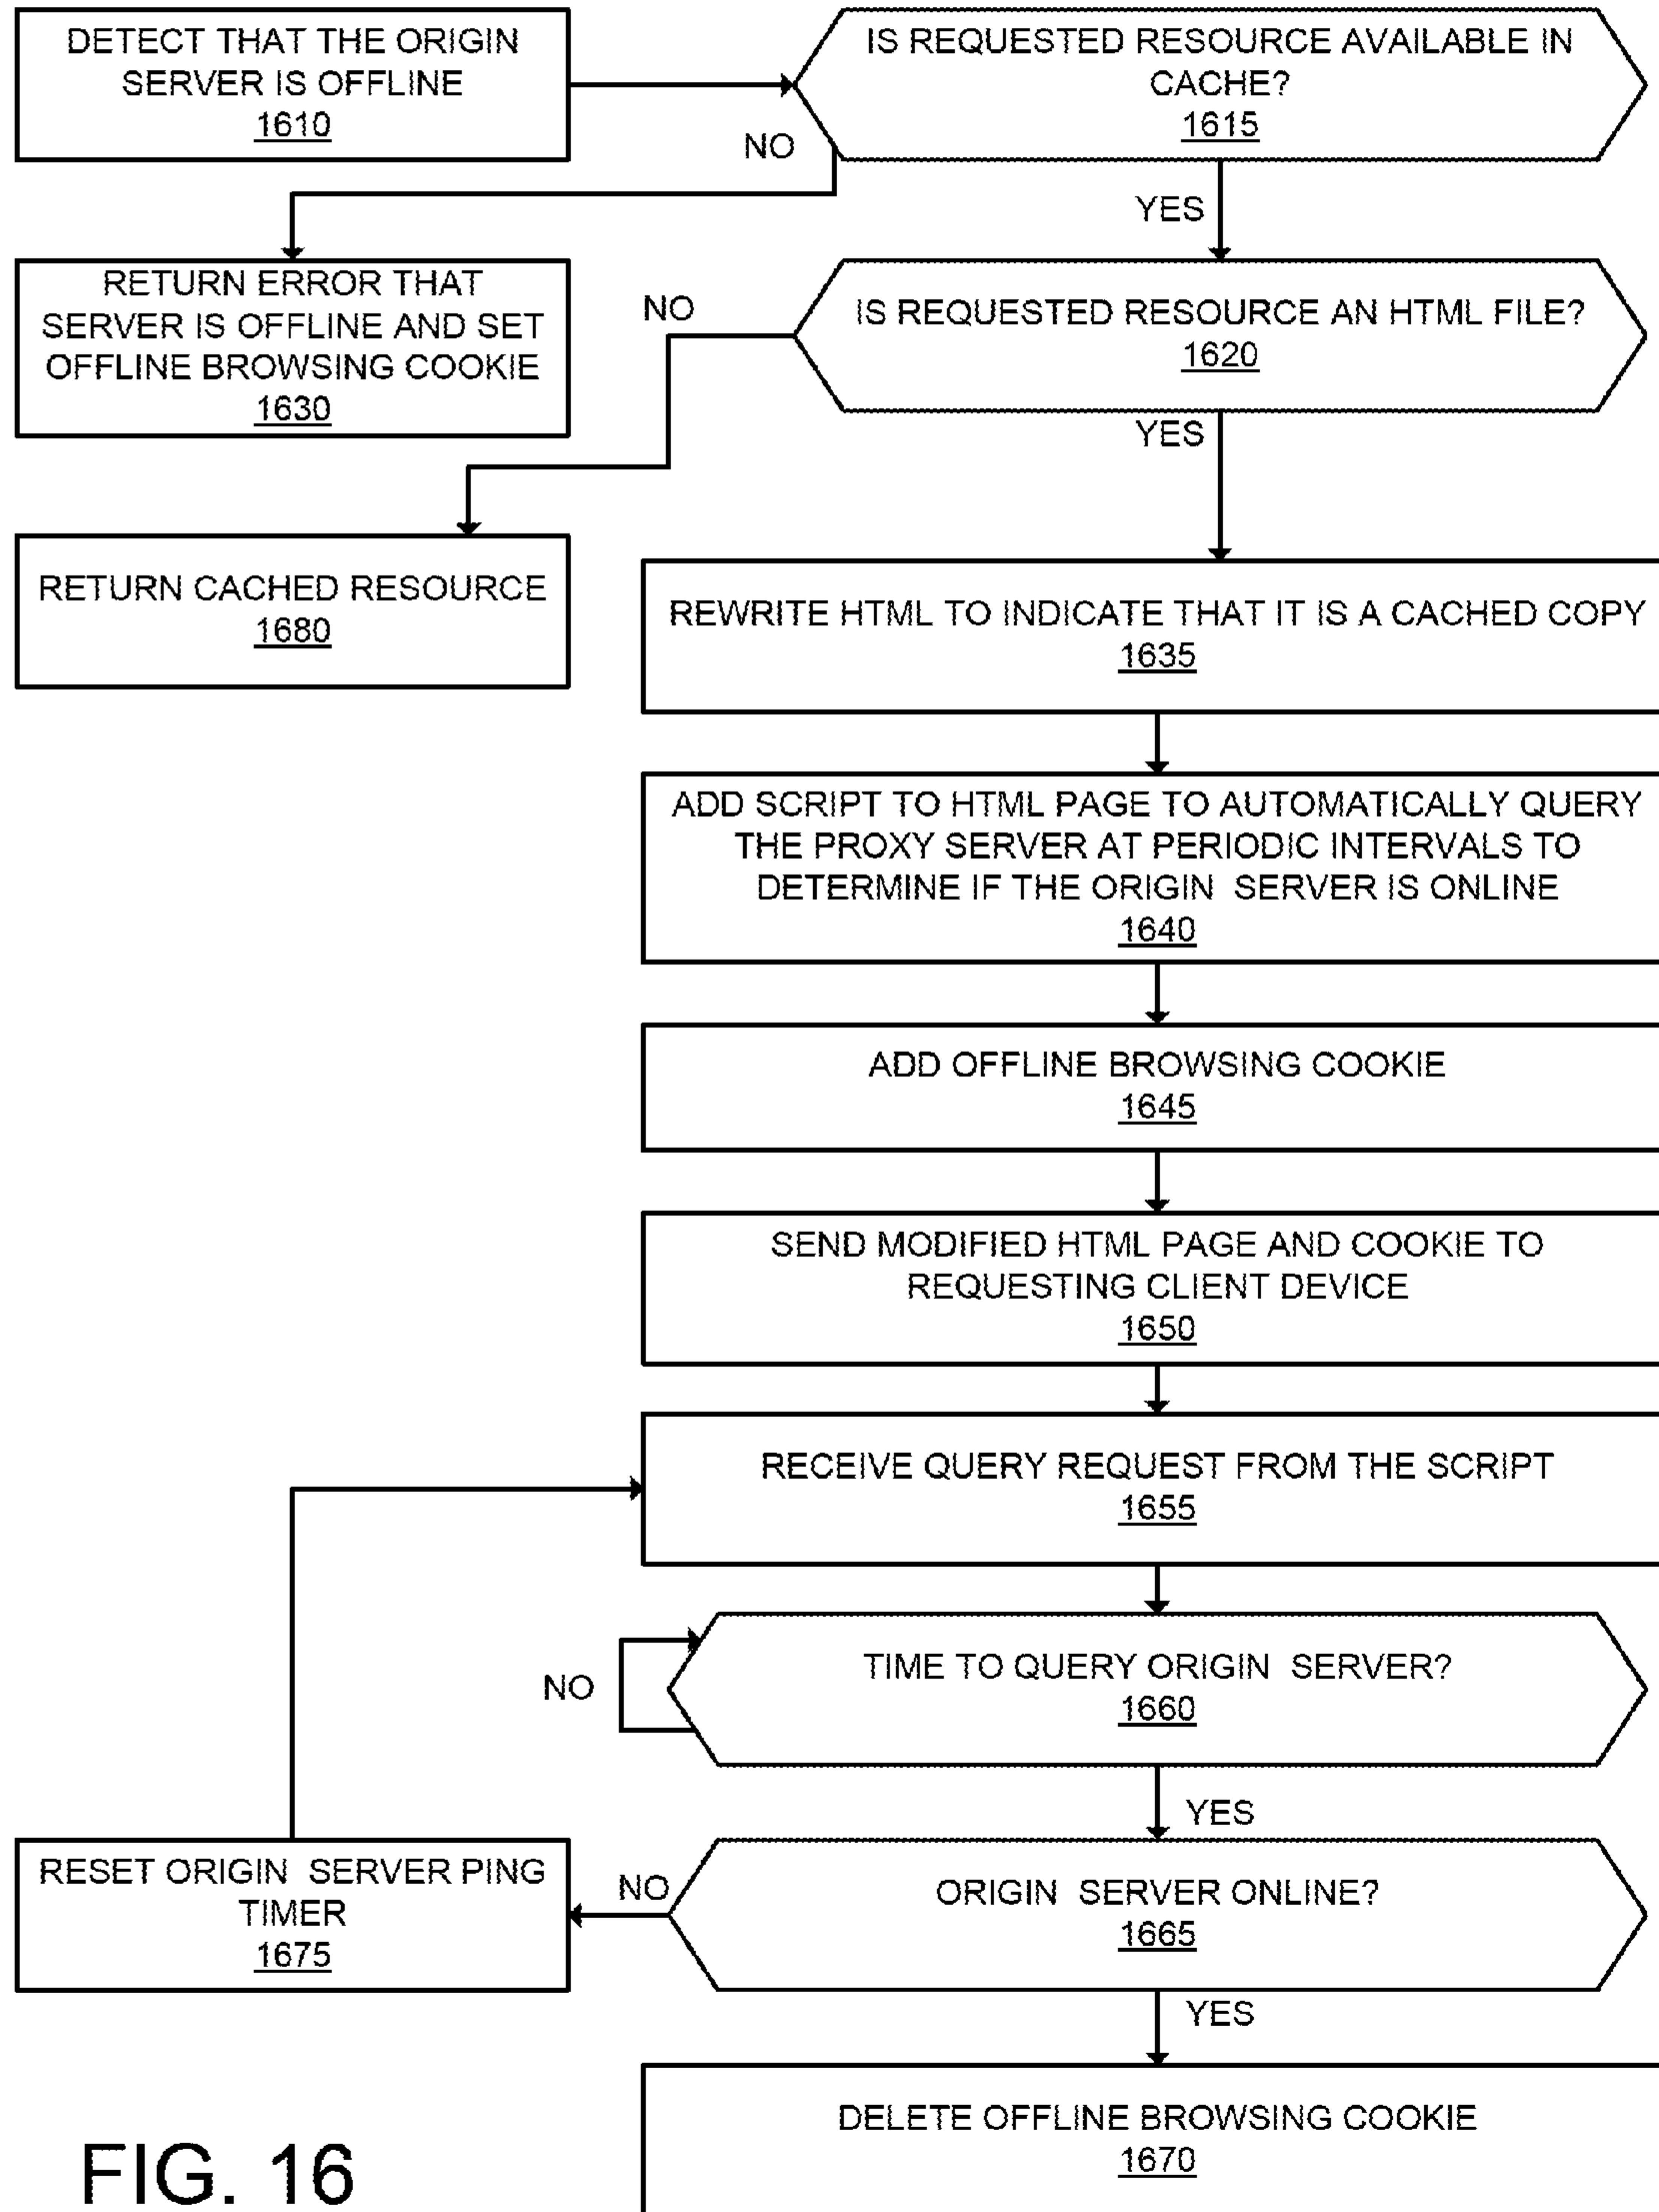 DETECT THAT THE ORIGIN
SERVER IS OFFLINE
1610
IS REQUESTED RESOURCE AVAILABLE IN
CACHE?
1615
NO
YES
RETURN ERROR THAT
SERVER IS OFFLINE AND SET
OFFLINE BROWSING COOKIE
1630
NO
IS REQUESTED RESOURCE AN HTML FILE?
1620
YES
RETURN CACHED RESOURCE
1680
REWRITE HTML TO INDICATE THAT IT IS A CACHED COPY
1635
ADD SCRIPT TO HTML PAGE TO AUTOMATICALLY QUERY
THE PROXY SERVER AT PERIODIC INTERVALS TO
DETERMINE IF THE ORIGIN SERVER IS ONLINE
1640
ADD OFFLINE BROWSING COOKIE
1645
SEND MODIFIED HTML PAGE AND COOKIE TO
REQUESTING CLIENT DEVICE
1650
RECEIVE QUERY REQUEST FROM THE SCRIPT
1655
TIME TO QUERY ORIGIN SERVER?
1660
NO
YES
RESET ORIGIN SERVER PING
TIMER
1675
NO
ORIGIN SERVER ONLINE?
1665
YES
DELETE OFFLINE BROWSING COOKIE
1670
FIG. 16